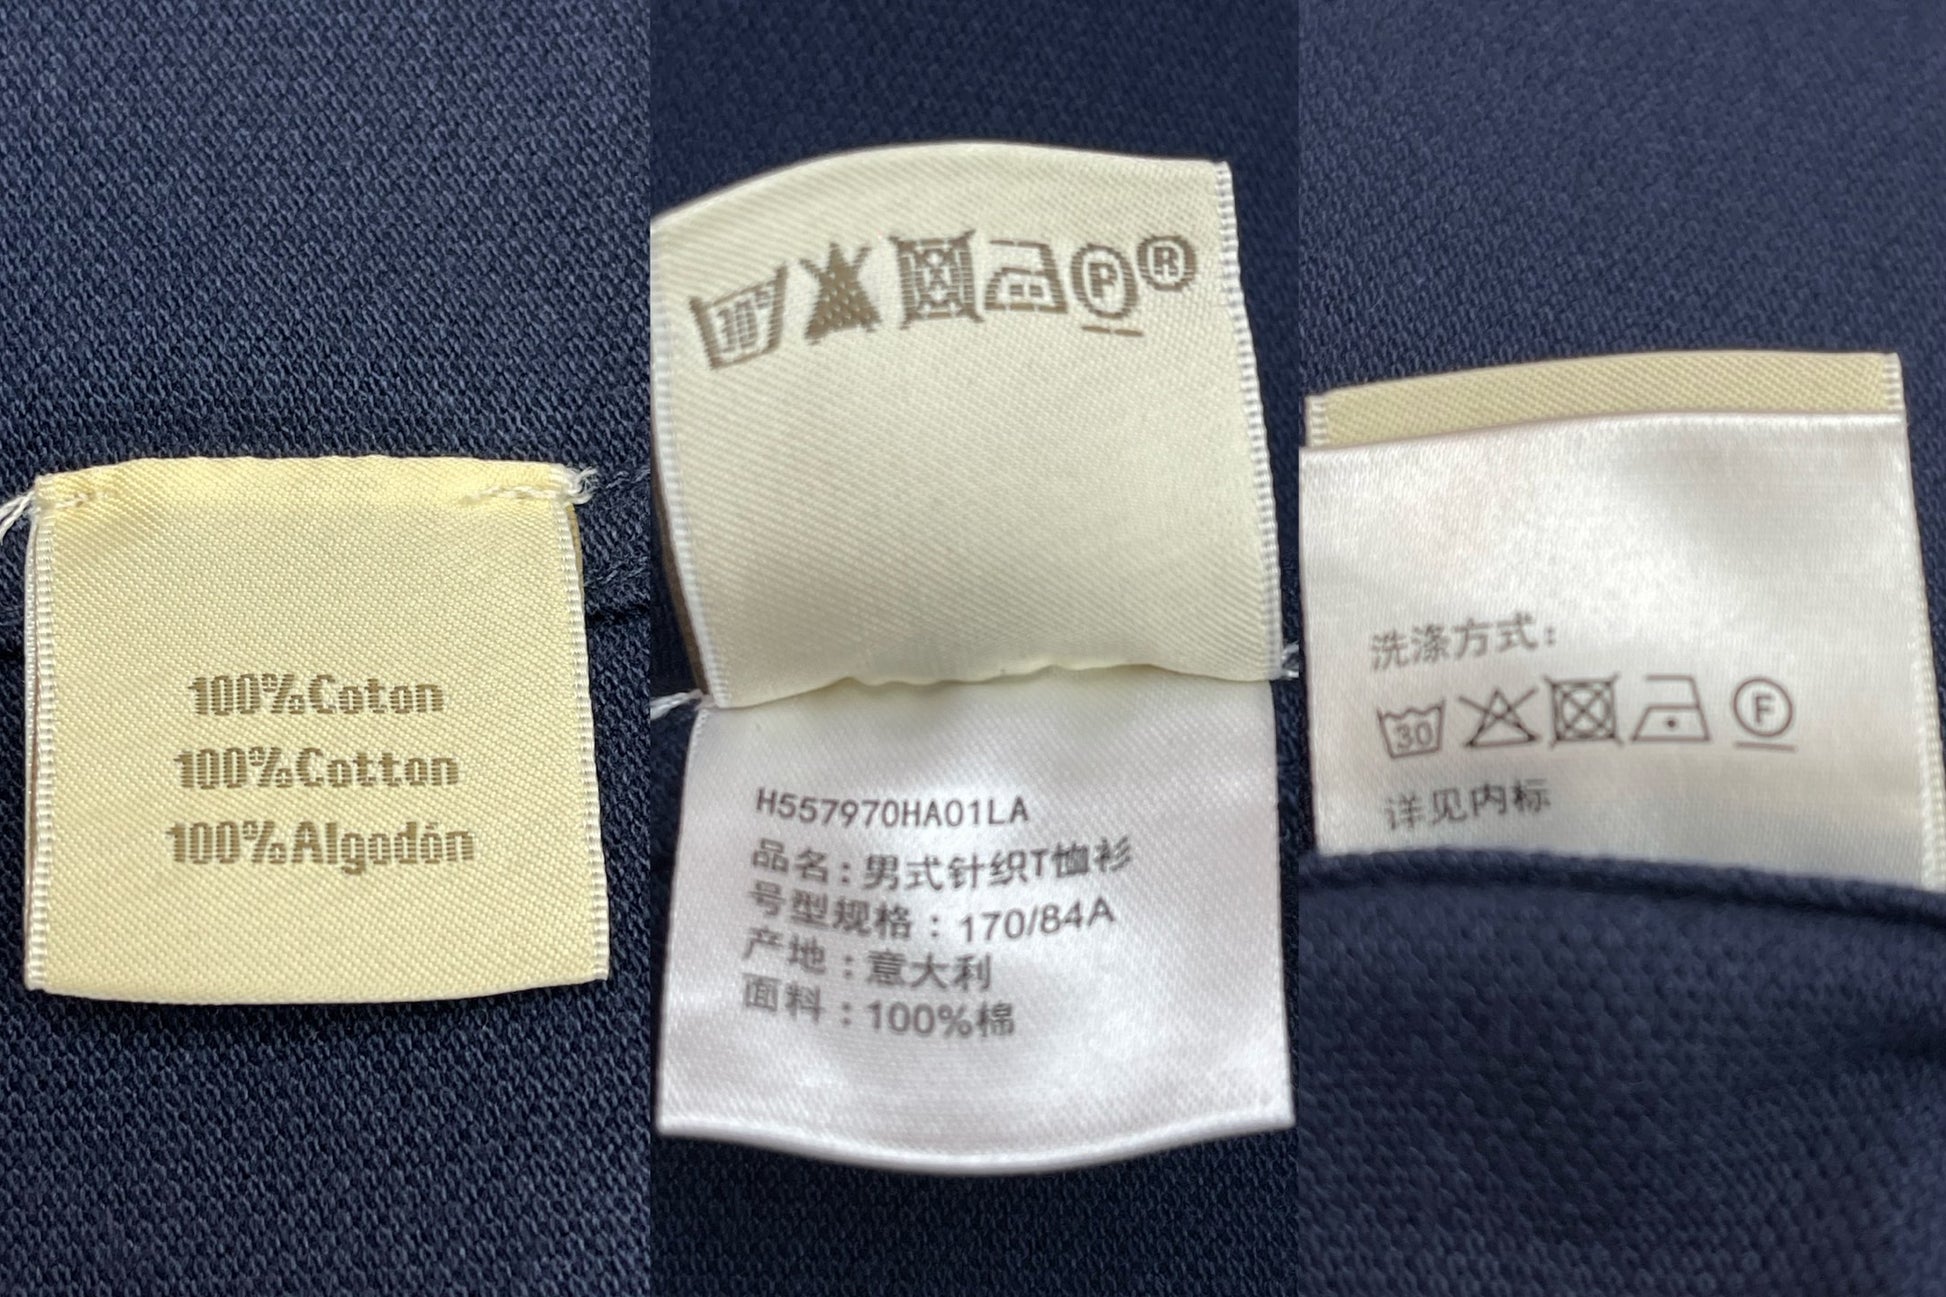 100%Coton
100%Cotton
100%Algodón
30°
P
R
H557970HA01LA
品名:男式针织T恤衫
号型规格:170/84A
产地:意大利
面料:100%棉
洗涤方式:
30
F
详见内标